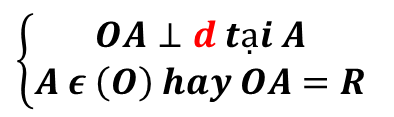 OA ⊥ d tại A
A ϵ (O) hay OA = R